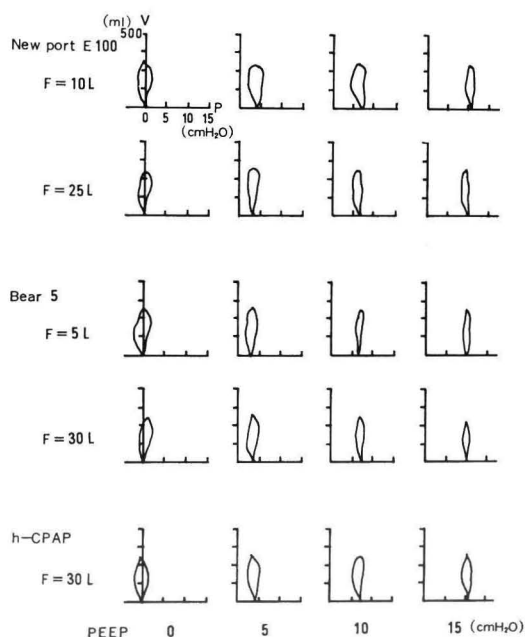 (ml) V
500
New port E 100
F = 10 L
P
0 5 10 15
(cmH₂O)
F = 25 L
Bear 5
F = 5 L
F = 30 L
h-CPAP
F = 30 L
PEEP 0 5 10 15 (cmH₂O)